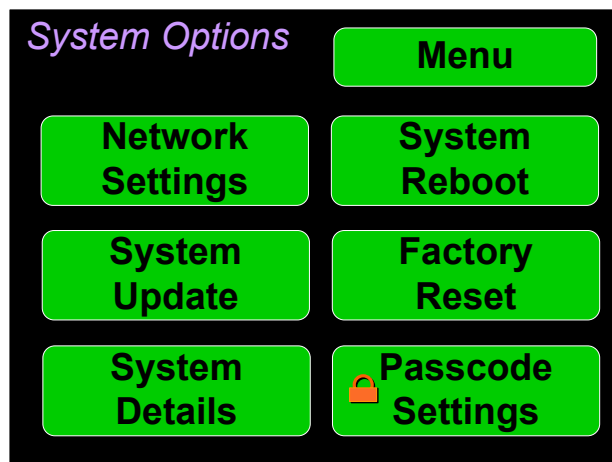 System Options
Menu
Network
Settings
System
Reboot
System
Update
Factory
Reset
System
Details
Passcode
Settings